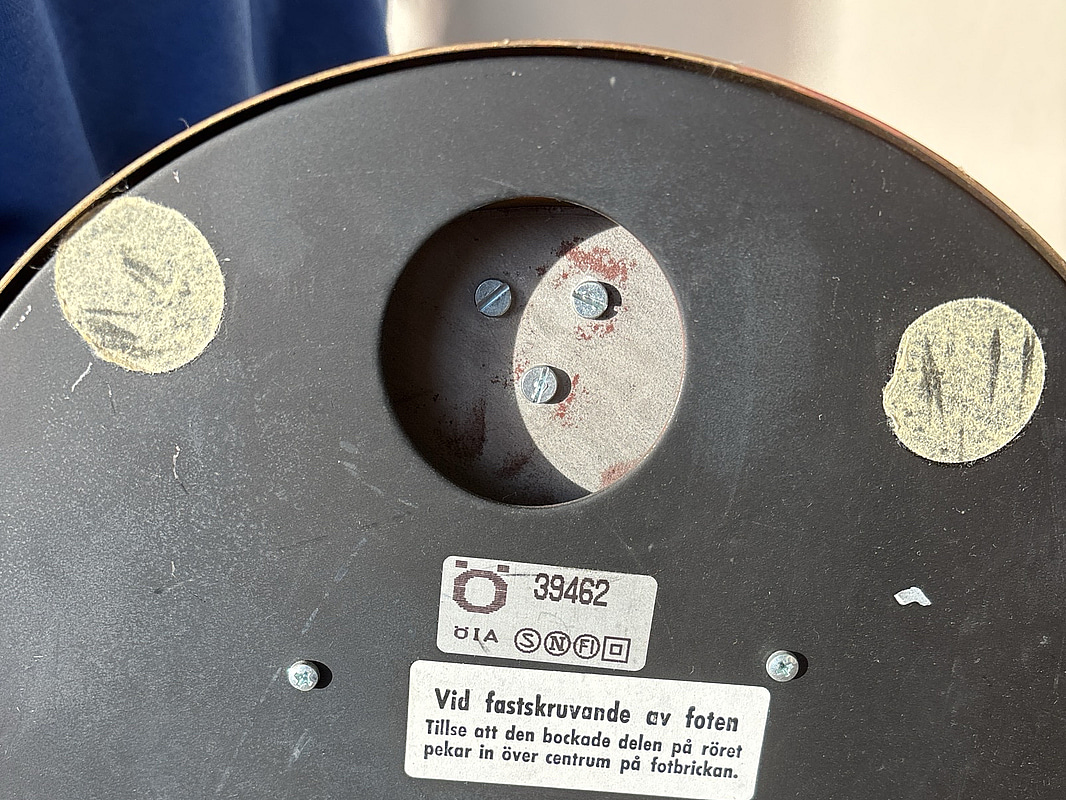 Ö 39462
ÖIA S N FI
Vid fastskruvande av foten
Tillse att den bockade delen på röret
pekar in över centrum på fotbrickan.